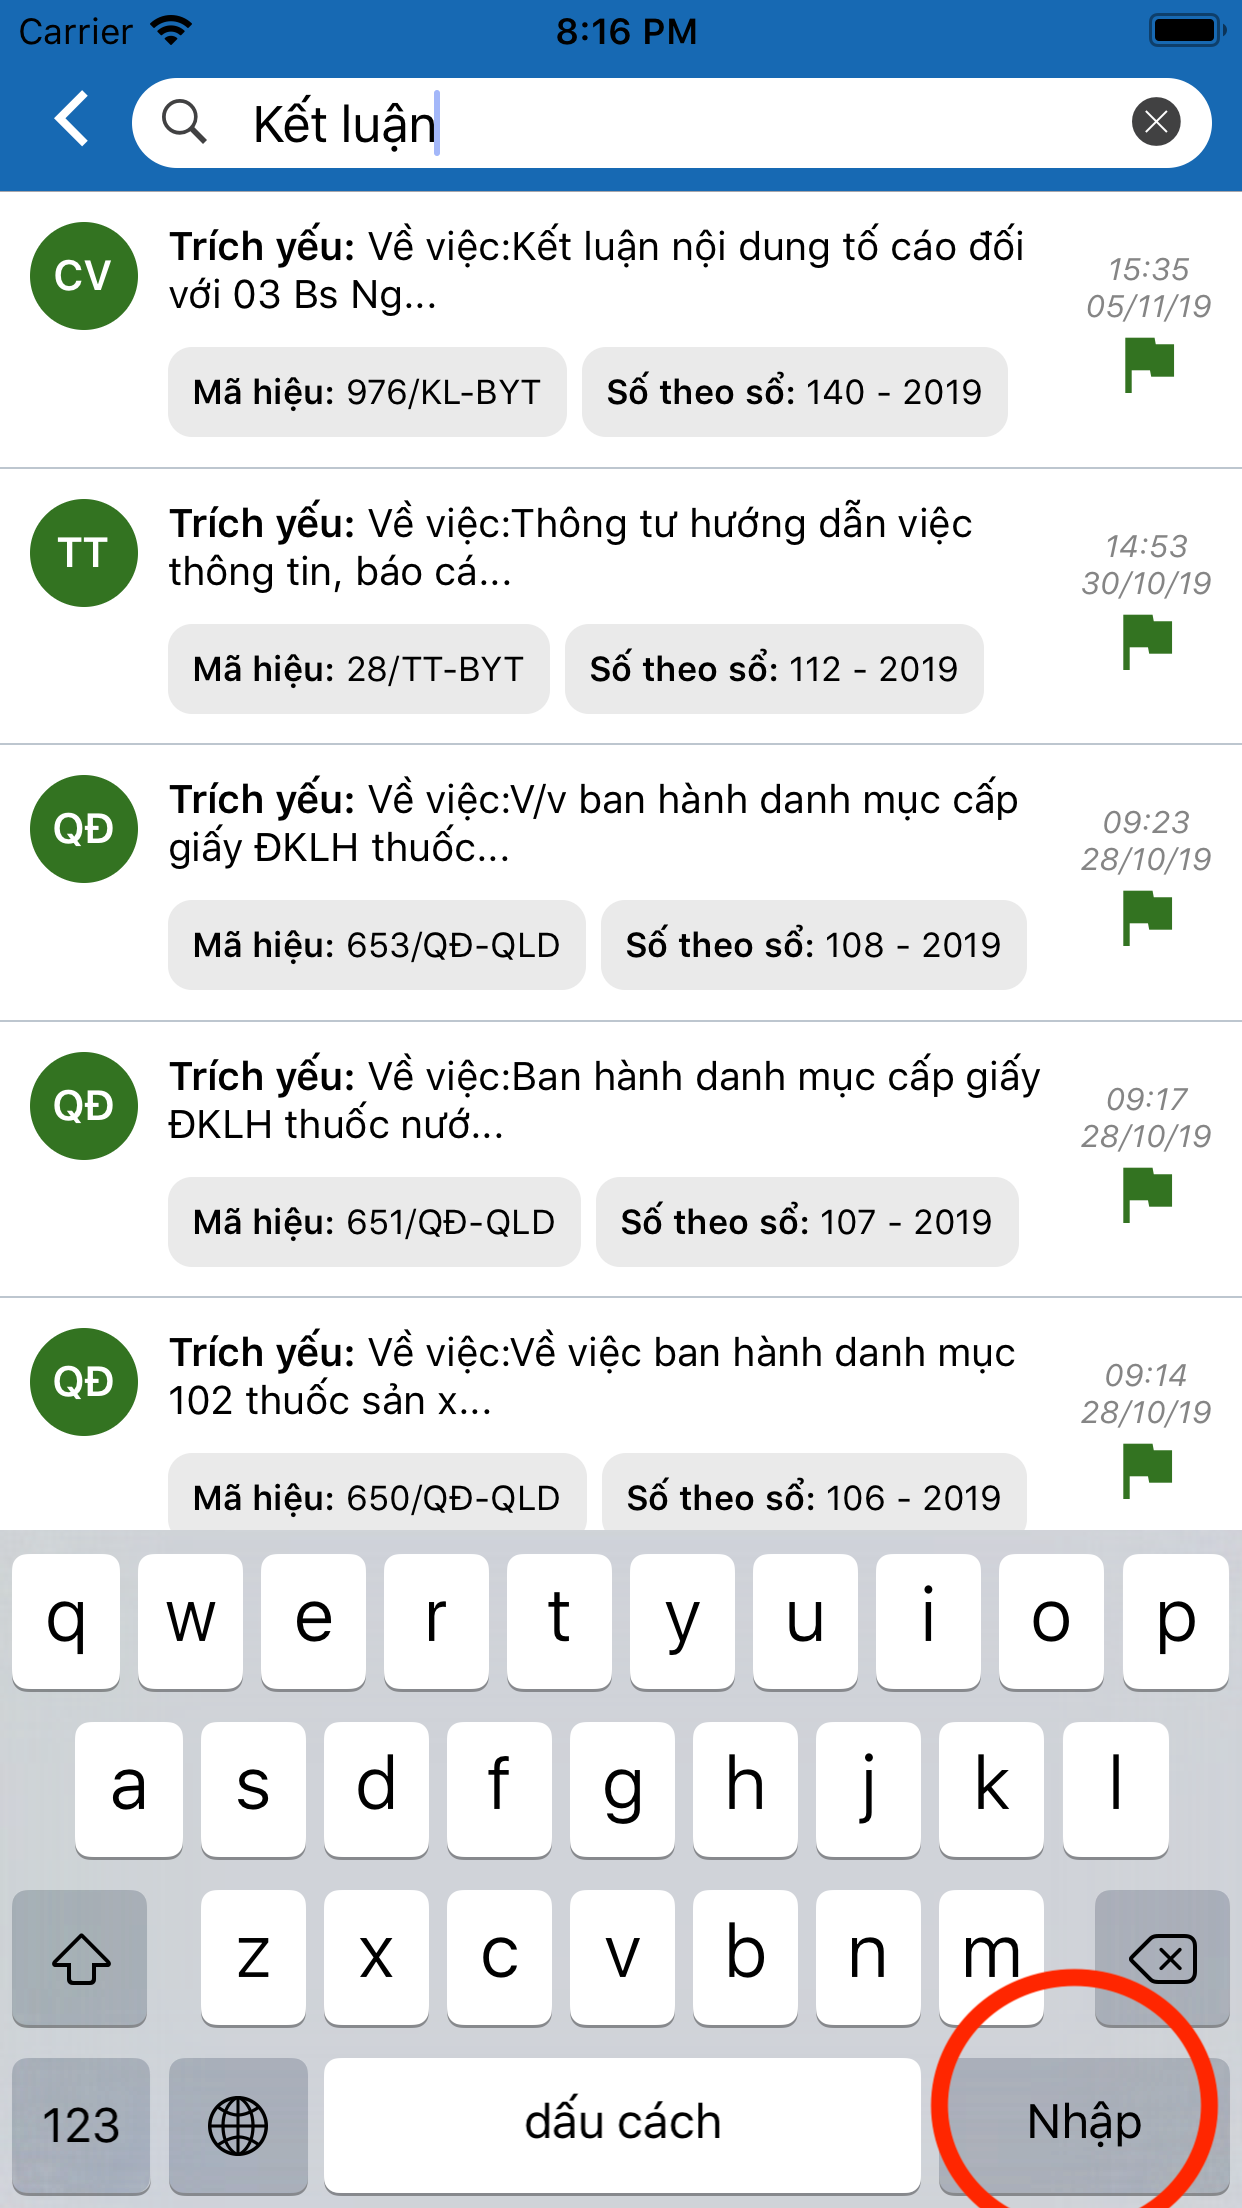 Carrier 8:16 PM
Kết luận
CV
Trích yếu: Về việc:Kết luận nội dung tố cáo đối
với 03 Bs Ng...
15:35
05/11/19
Mã hiệu: 976/KL-BYT
Số theo sổ: 140 - 2019
TT
Trích yếu: Về việc:Thông tư hướng dẫn việc
thông tin, báo cá...
14:53
30/10/19
Mã hiệu: 28/TT-BYT
Số theo sổ: 112 - 2019
QĐ
Trích yếu: Về việc:V/v ban hành danh mục cấp
giấy ĐKLH thuốc...
09:23
28/10/19
Mã hiệu: 653/QĐ-QLD
Số theo sổ: 108 - 2019
QĐ
Trích yếu: Về việc:Ban hành danh mục cấp giấy
ĐKLH thuốc nướ...
09:17
28/10/19
Mã hiệu: 651/QĐ-QLD
Số theo sổ: 107 - 2019
QĐ
Trích yếu: Về việc:Về việc ban hành danh mục
102 thuốc sản x...
09:14
28/10/19
Mã hiệu: 650/QĐ-QLD
Số theo sổ: 106 - 2019
q w e r t y u i o p
a s d f g h j k l
z x c v b n m
123 dấu cách Nhập